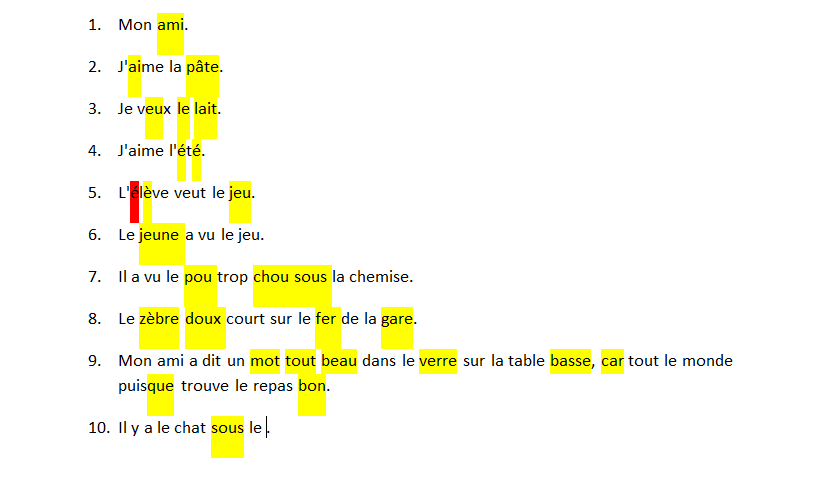 1. Mon ami.
2. J'aime la pâte.
3. Je veux le lait.
4. J'aime l'été.
5. L'élève veut le jeu.
6. Le jeune a vu le jeu.
7. Il a vu le pou trop chou sous la chemise.
8. Le zèbre doux court sur le fer de la gare.
9. Mon ami a dit un mot tout beau dans le verre sur la table basse, car tout le monde
puisque trouve le repas bon.
10. Il y a le chat sous le .